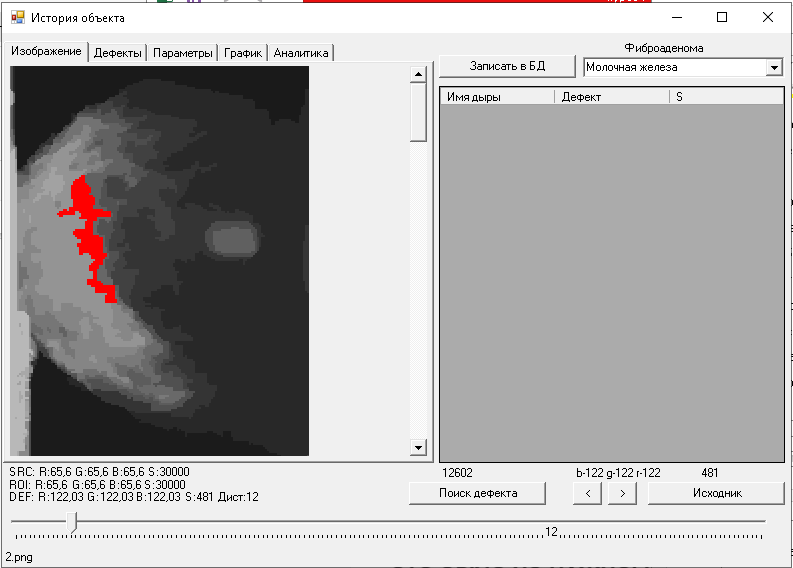 История объекта
Изображение Дефекты Параметры График Аналитика
Фиброаденома
Записать в БД Молочная железа
Имя дыры Дефект S
SRC: R:65,6 G:65,6 B:65,6 S:30000
ROI: R:65,6 G:65,6 B:65,6 S:30000
DEF: R:122,03 G:122,03 B:122,03 S:481 Дист:12
12602 b-122 g-122 r-122 481
Поиск дефекта < > Исходник
12
2.png